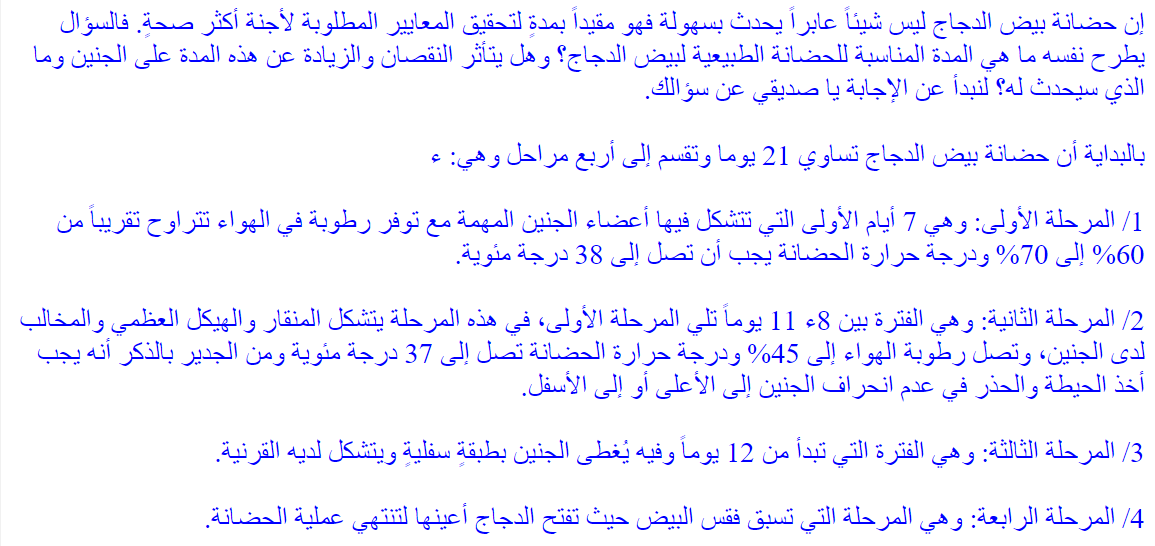 إن حضانة بيض الدجاج ليس شيئاً عابراً يحدث بسهولة فهو مقيداً بمدةٍ لتحقيق المعايير المطلوبة لأجنة أكثر صحةٍ. فالسؤال
يطرح نفسه ما هي المدة المناسبة للحضانة الطبيعية لبيض الدجاج؟ وهل يتأثر النقصان والزيادة عن هذه المدة على الجنين وما
الذي سيحدث له؟ لنبدأ عن الإجابة يا صديقي عن سؤالك.
بالبداية أن حضانة بيض الدجاج تساوي 21 يوما وتقسم إلى أربع مراحل وهي: ء
1/ المرحلة الأولى: وهي 7 أيام الأولى التي تتشكل فيها أعضاء الجنين المهمة مع توفر رطوبة في الهواء تتراوح تقريباً من
60% إلى 70% ودرجة حرارة الحضانة يجب أن تصل إلى 38 درجة مئوية.
2/ المرحلة الثانية: وهي الفترة بين 8ء 11 يوماً تلي المرحلة الأولى، في هذه المرحلة يتشكل المنقار والهيكل العظمي والمخالب
لدى الجنين، وتصل رطوبة الهواء إلى 45% ودرجة حرارة الحضانة تصل إلى 37 درجة مئوية ومن الجدير بالذكر أنه يجب
أخذ الحيطة والحذر في عدم انحراف الجنين إلى الأعلى أو إلى الأسفل.
3/ المرحلة الثالثة: وهي الفترة التي تبدأ من 12 يوماً وفيه يُغطى الجنين بطبقةٍ سفليةٍ ويتشكل لديه القرنية.
4/ المرحلة الرابعة: وهي المرحلة التي تسبق فقس البيض حيث تفتح الدجاج أعينها لتنتهي عملية الحضانة.